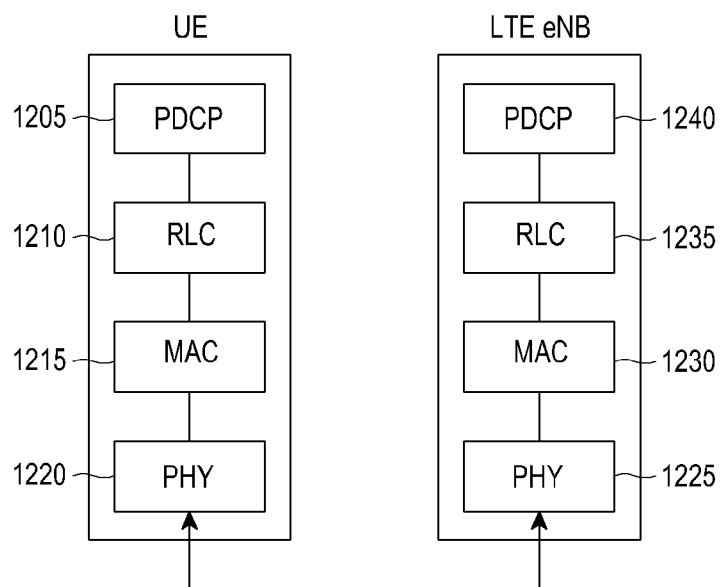 UE LTE eNB
1205 PDCP PDCP 1240
1210 RLC RLC 1235
1215 MAC MAC 1230
1220 PHY PHY 1225